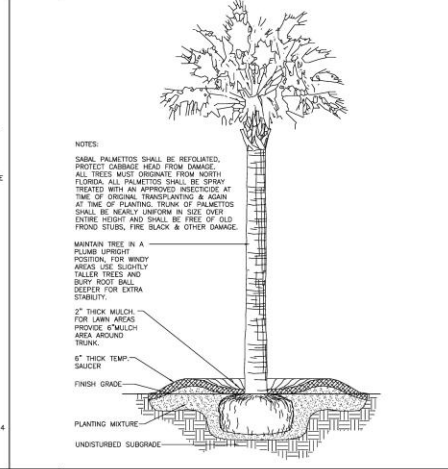 NOTES:
SABAL PALMETTOS SHALL BE REFOLIATED,
PROTECT CABBAGE HEAD FROM DAMAGE.
ALL TREES MUST ORIGINATE FROM NORTH
FLORIDA. ALL PALMETTOS SHALL BE SPRAY
TREATED WITH AN APPROVED INSECTICIDE AT
TIME OF ORIGINAL TRANSPLANTING & AGAIN
AT TIME OF PLANTING. TRUNK OF PALMETTOS
SHALL BE NEARLY UNIFORM IN SIZE OVER
ENTIRE HEIGHT AND SHALL BE FREE OF OLD
FROND STUBS, FIRE BLACK & OTHER DAMAGE.
MAINTAIN TREE IN A
PLUMB UPRIGHT
POSITION, FOR WINDY
AREAS USE SLIGHTLY
TALLER TREES AND
BURY ROOT BALL
DEEPER FOR EXTRA
STABILITY.
2" THICK MULCH.
FOR LAWN AREAS
PROVIDE 6"MULCH
AREA AROUND
TRUNK.
6" THICK TEMP.
SAUCER
FINISH GRADE
PLANTING MIXTURE
UNDISTURBED SUBGRADE
E
4